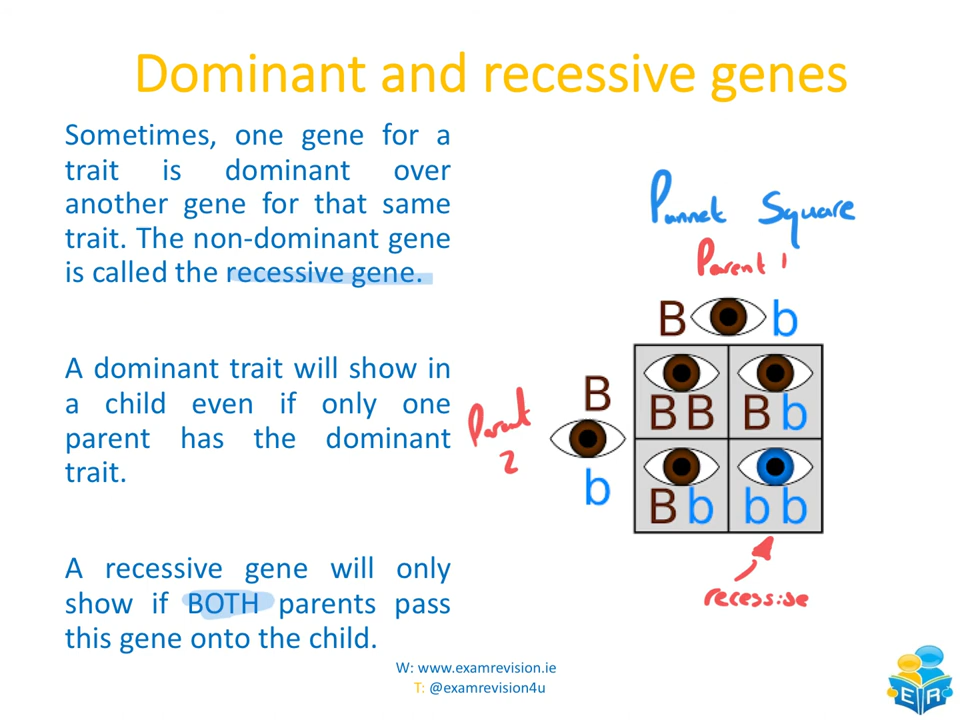 Dominant and recessive genes
Sometimes, one gene for a
trait is dominant over
another gene for that same
trait. The non-dominant gene
is called the recessive gene.
A dominant trait will show in
a child even if only one
parent has the dominant
trait.
A recessive gene will only
show if BOTH parents pass
this gene onto the child.
Punnet Square
Parent 1
B b
Parent
2
B
b
B B
B b
B b
b b
recessive
W: www.examrevision.ie
T: @examrevision4u
E R